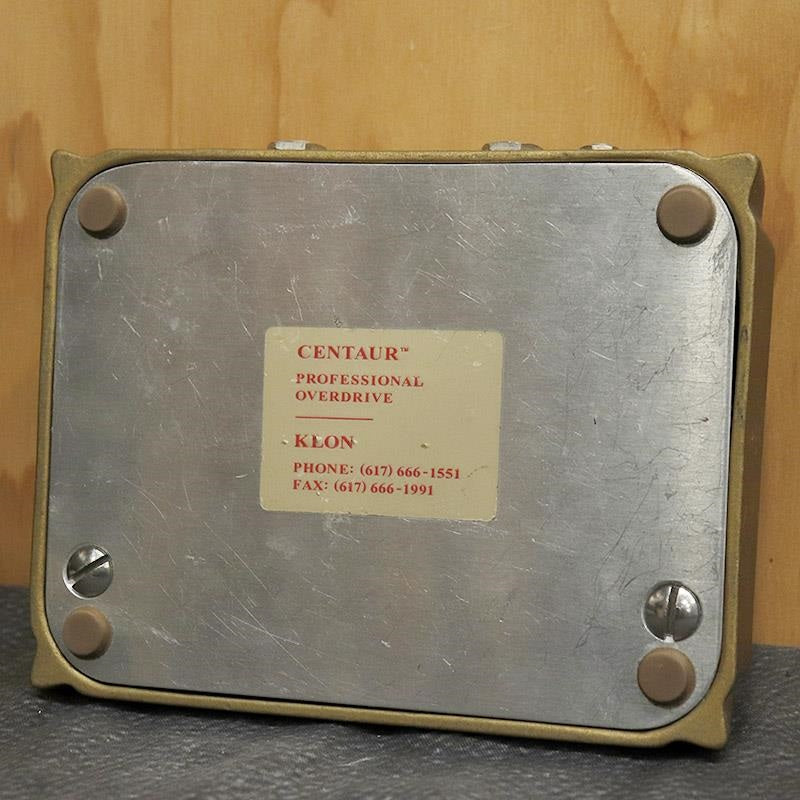 CENTAUR™
PROFESSIONAL
OVERDRIVE
KLON
PHONE: (617) 666-1551
FAX: (617) 666-1991